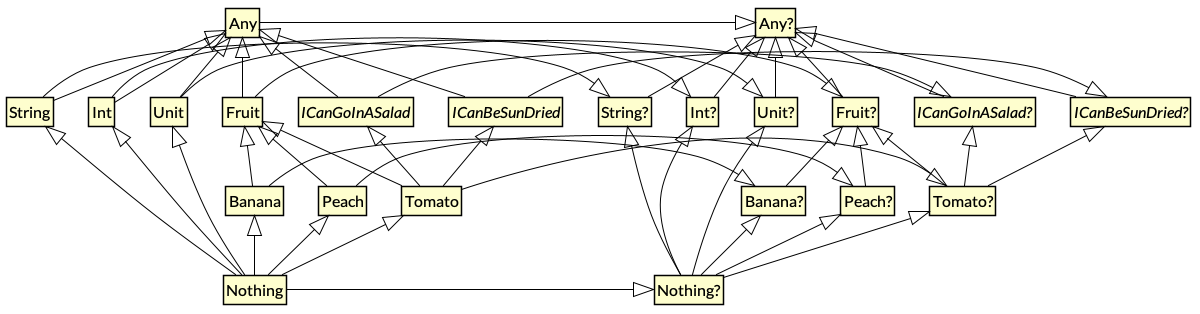 Any
Any?
String
Int
Unit
Fruit
ICanGoInASalad
ICanBeSunDried
String?
Int?
Unit?
Fruit?
ICanGoInASalad?
ICanBeSunDried?
Banana
Peach
Tomato
Banana?
Peach?
Tomato?
Nothing
Nothing?